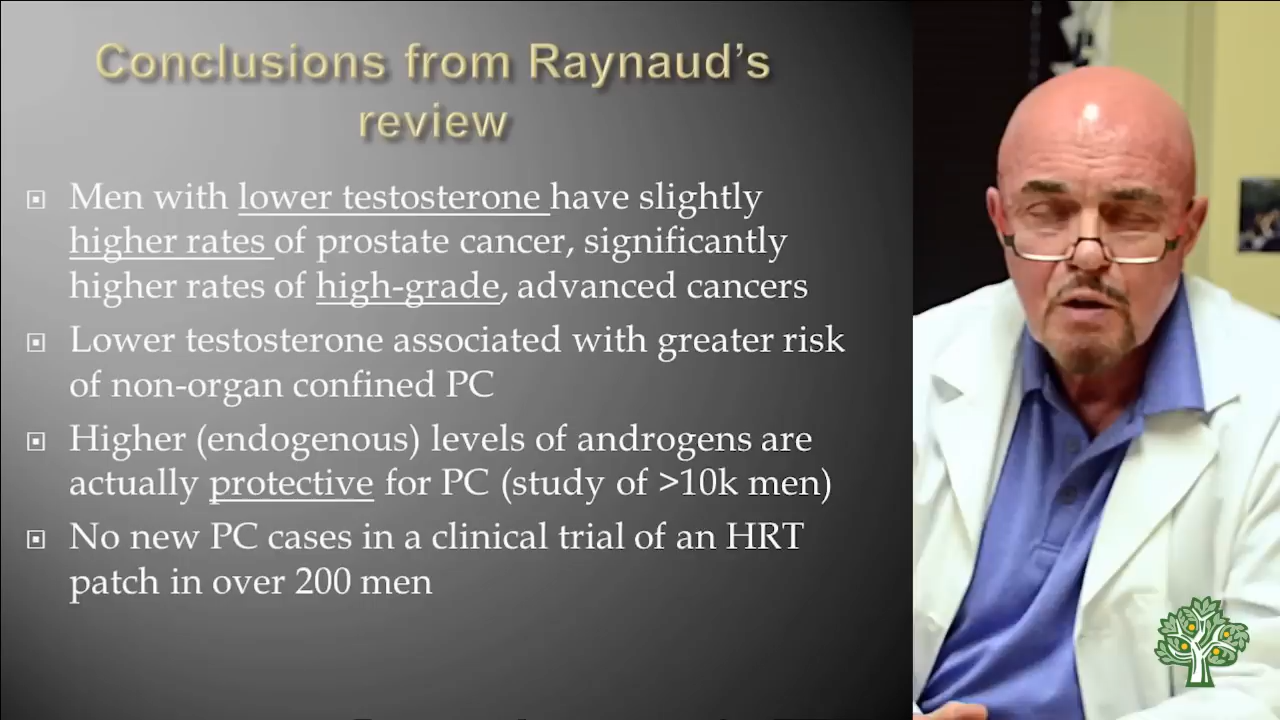 Conclusions from Raynaud's
review
Men with lower testosterone have slightly
higher rates of prostate cancer, significantly
higher rates of high-grade, advanced cancers
Lower testosterone associated with greater risk
of non-organ confined PC
Higher (endogenous) levels of androgens are
actually protective for PC (study of >10k men)
No new PC cases in a clinical trial of an HRT
patch in over 200 men